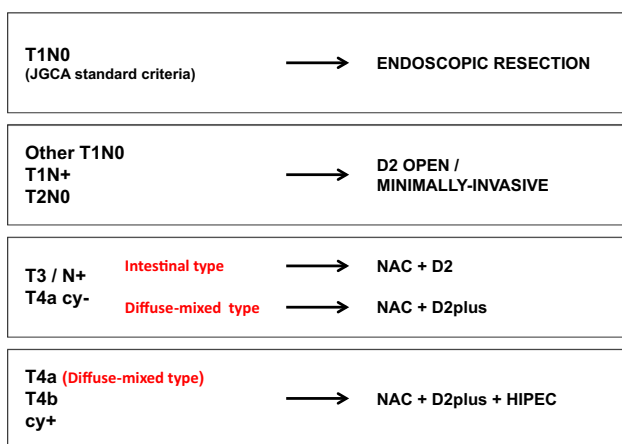 T1N0
(JGCA standard criteria)
ENDOSCOPIC RESECTION
Other T1N0
T1N+
T2N0
D2 OPEN /
MINIMALLY-INVASIVE
T3 / N+
T4a cy-
Intestinal type
NAC + D2
Diffuse-mixed type
NAC + D2plus
T4a (Diffuse-mixed type)
T4b
cy+
NAC + D2plus + HIPEC